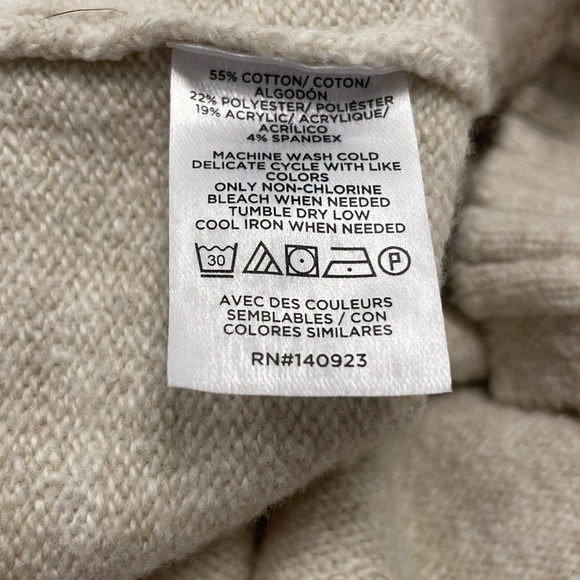 55% COTTON/ COTON/
ALGODÓN
22% POLYESTER/ POLIÉSTER
19% ACRYLIC/ ACRYLIQUE/
ACRÍLICO
4% SPANDEX
MACHINE WASH COLD
DELICATE CYCLE WITH LIKE
COLORS
ONLY NON-CHLORINE
BLEACH WHEN NEEDED
TUMBLE DRY LOW
COOL IRON WHEN NEEDED
30 P
AVEC DES COULEURS
SEMBLABLES / CON
COLORES SIMILARES
RN#140923